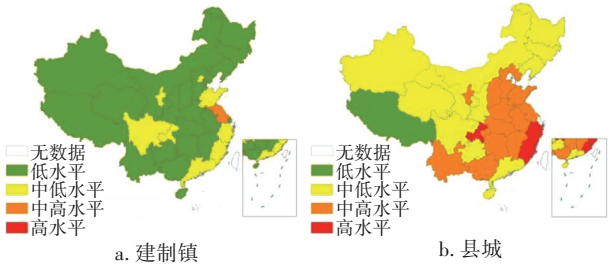 无数据
低水平
中低水平
中高水平
高水平
a. 建制镇
无数据
低水平
中低水平
中高水平
高水平
b. 县城